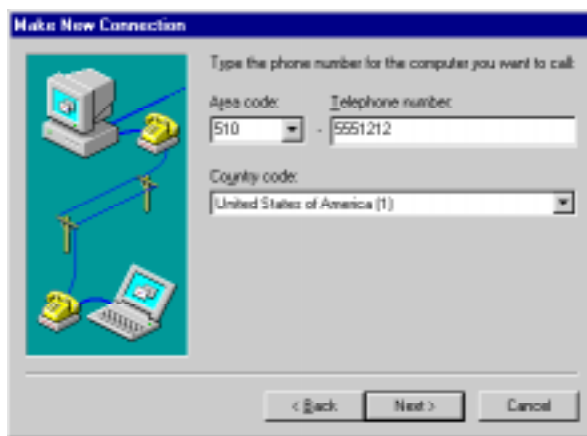 Make New Connection
Type the phone number for the computer you want to call:
Area code: Telephone number:
510 - 5551212
Country code:
United States of America (1)
< Back Next > Cancel